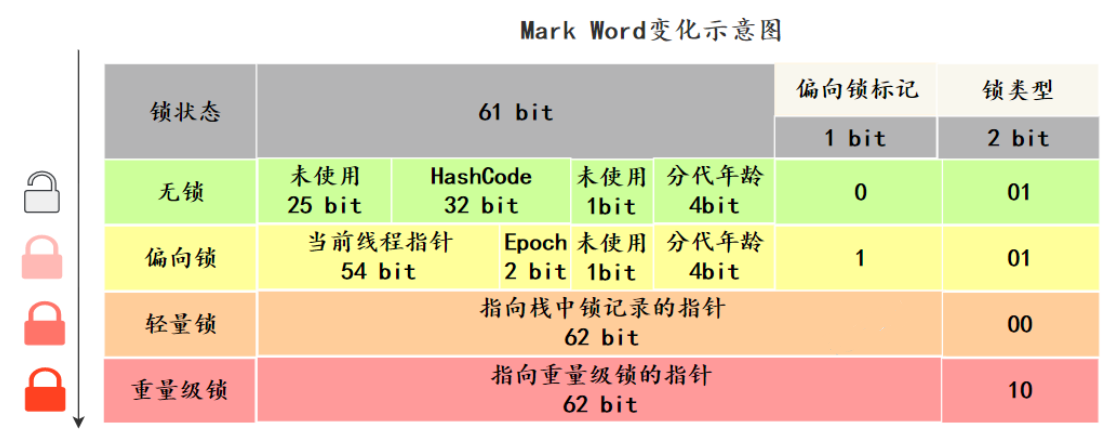 Mark Word变化示意图
锁状态
61 bit
偏向锁标记
锁类型
1 bit
2 bit
无锁
未使用
25 bit
HashCode
32 bit
未使用
1bit
分代年龄
4bit
0
01
偏向锁
当前线程指针
54 bit
Epoch
2 bit
未使用
1bit
分代年龄
4bit
1
01
轻量锁
指向栈中锁记录的指针
62 bit
00
重量级锁
指向重量级锁的指针
62 bit
10